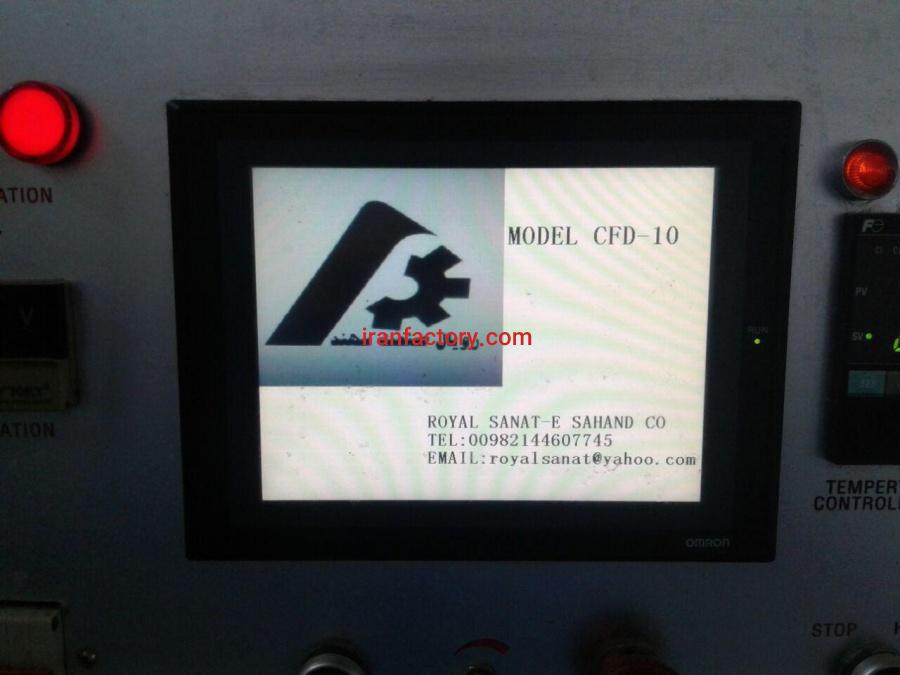 ATION
MODEL CFD-10
iranfactory.com
RUN
PV
SV
ATION
ROYAL SANAT-E SAHAND CO
TEL:00982144607745
EMAIL:royalsanat@yahoo.com
TEMPER
CONTROL
OMRON
STOP